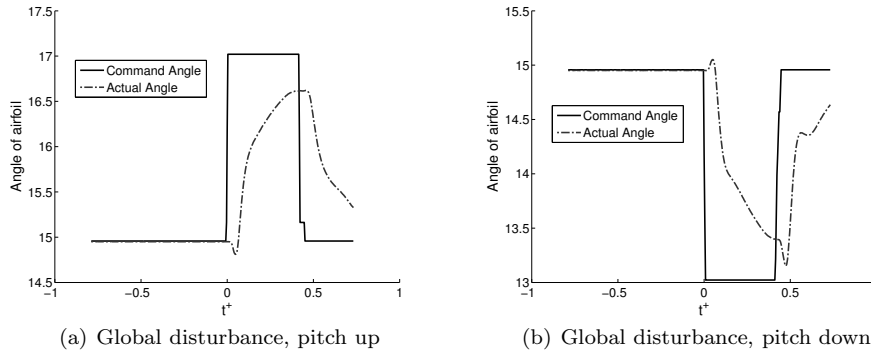 17.5
17
16.5
16
15.5
15
14.5
−1
−0.5
0
0.5
1
t+
Angle of airfoil
Command Angle
Actual Angle
(a) Global disturbance, pitch up
15.5
15
14.5
14
13.5
13
−1
−0.5
0
0.5
t+
Angle of airfoil
Command Angle
Actual Angle
(b) Global disturbance, pitch down